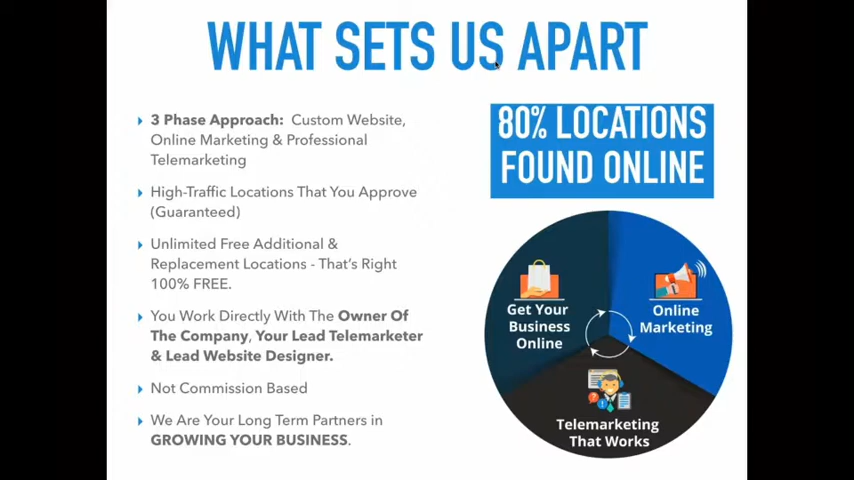 WHAT SETS US APART
3 Phase Approach: Custom Website,
Online Marketing & Professional
Telemarketing
High-Traffic Locations That You Approve
(Guaranteed)
Unlimited Free Additional &
Replacement Locations - That's Right
100% FREE.
You Work Directly With The Owner Of
The Company, Your Lead Telemarketer
& Lead Website Designer.
Not Commission Based
We Are Your Long Term Partners in
GROWING YOUR BUSINESS.
80% LOCATIONS
FOUND ONLINE
Get Your
Business
Online
Online
Marketing
Telemarketing
That Works